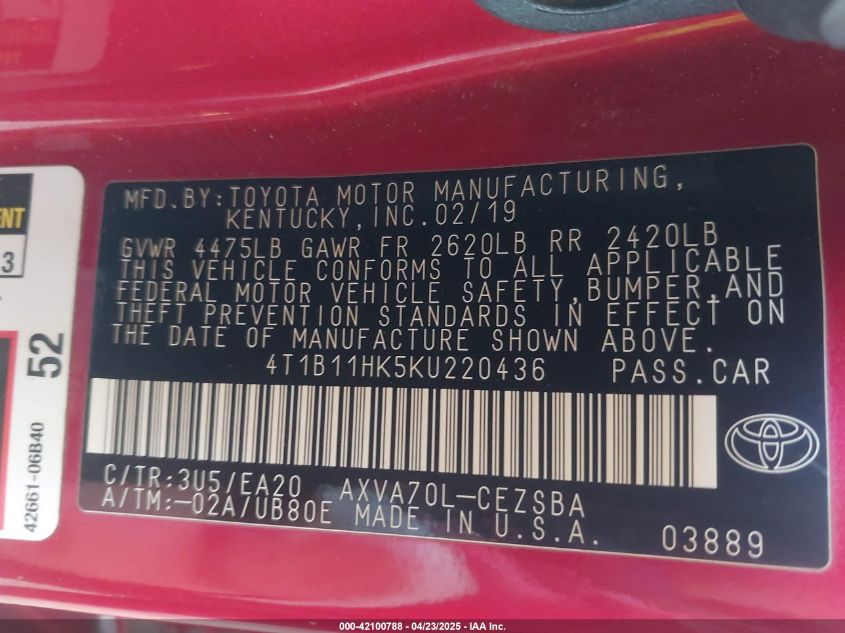 ENT
3
52
42661-06B40
MFD.BY:TOYOTA MOTOR MANUFACTURING,
KENTUCKY,INC.02/19
GVWR 4475LB GAWR FR 2620LB RR 2420LB
THIS VEHICLE CONFORMS TO ALL APPLICABLE
FEDERAL MOTOR VEHICLE SAFETY,BUMPER,AND
THEFT PREVENTION STANDARDS IN EFFECT ON
THE DATE OF MANUFACTURE SHOWN ABOVE.
4T1B11HK5KU220436 PASS.CAR
C/TR:3U5/EA20 AXVA70L-CEZSBA
A/TM:-02A/UB80E MADE IN U.S.A.
03889
000-42100788 - 04/23/2025 - IAA Inc.